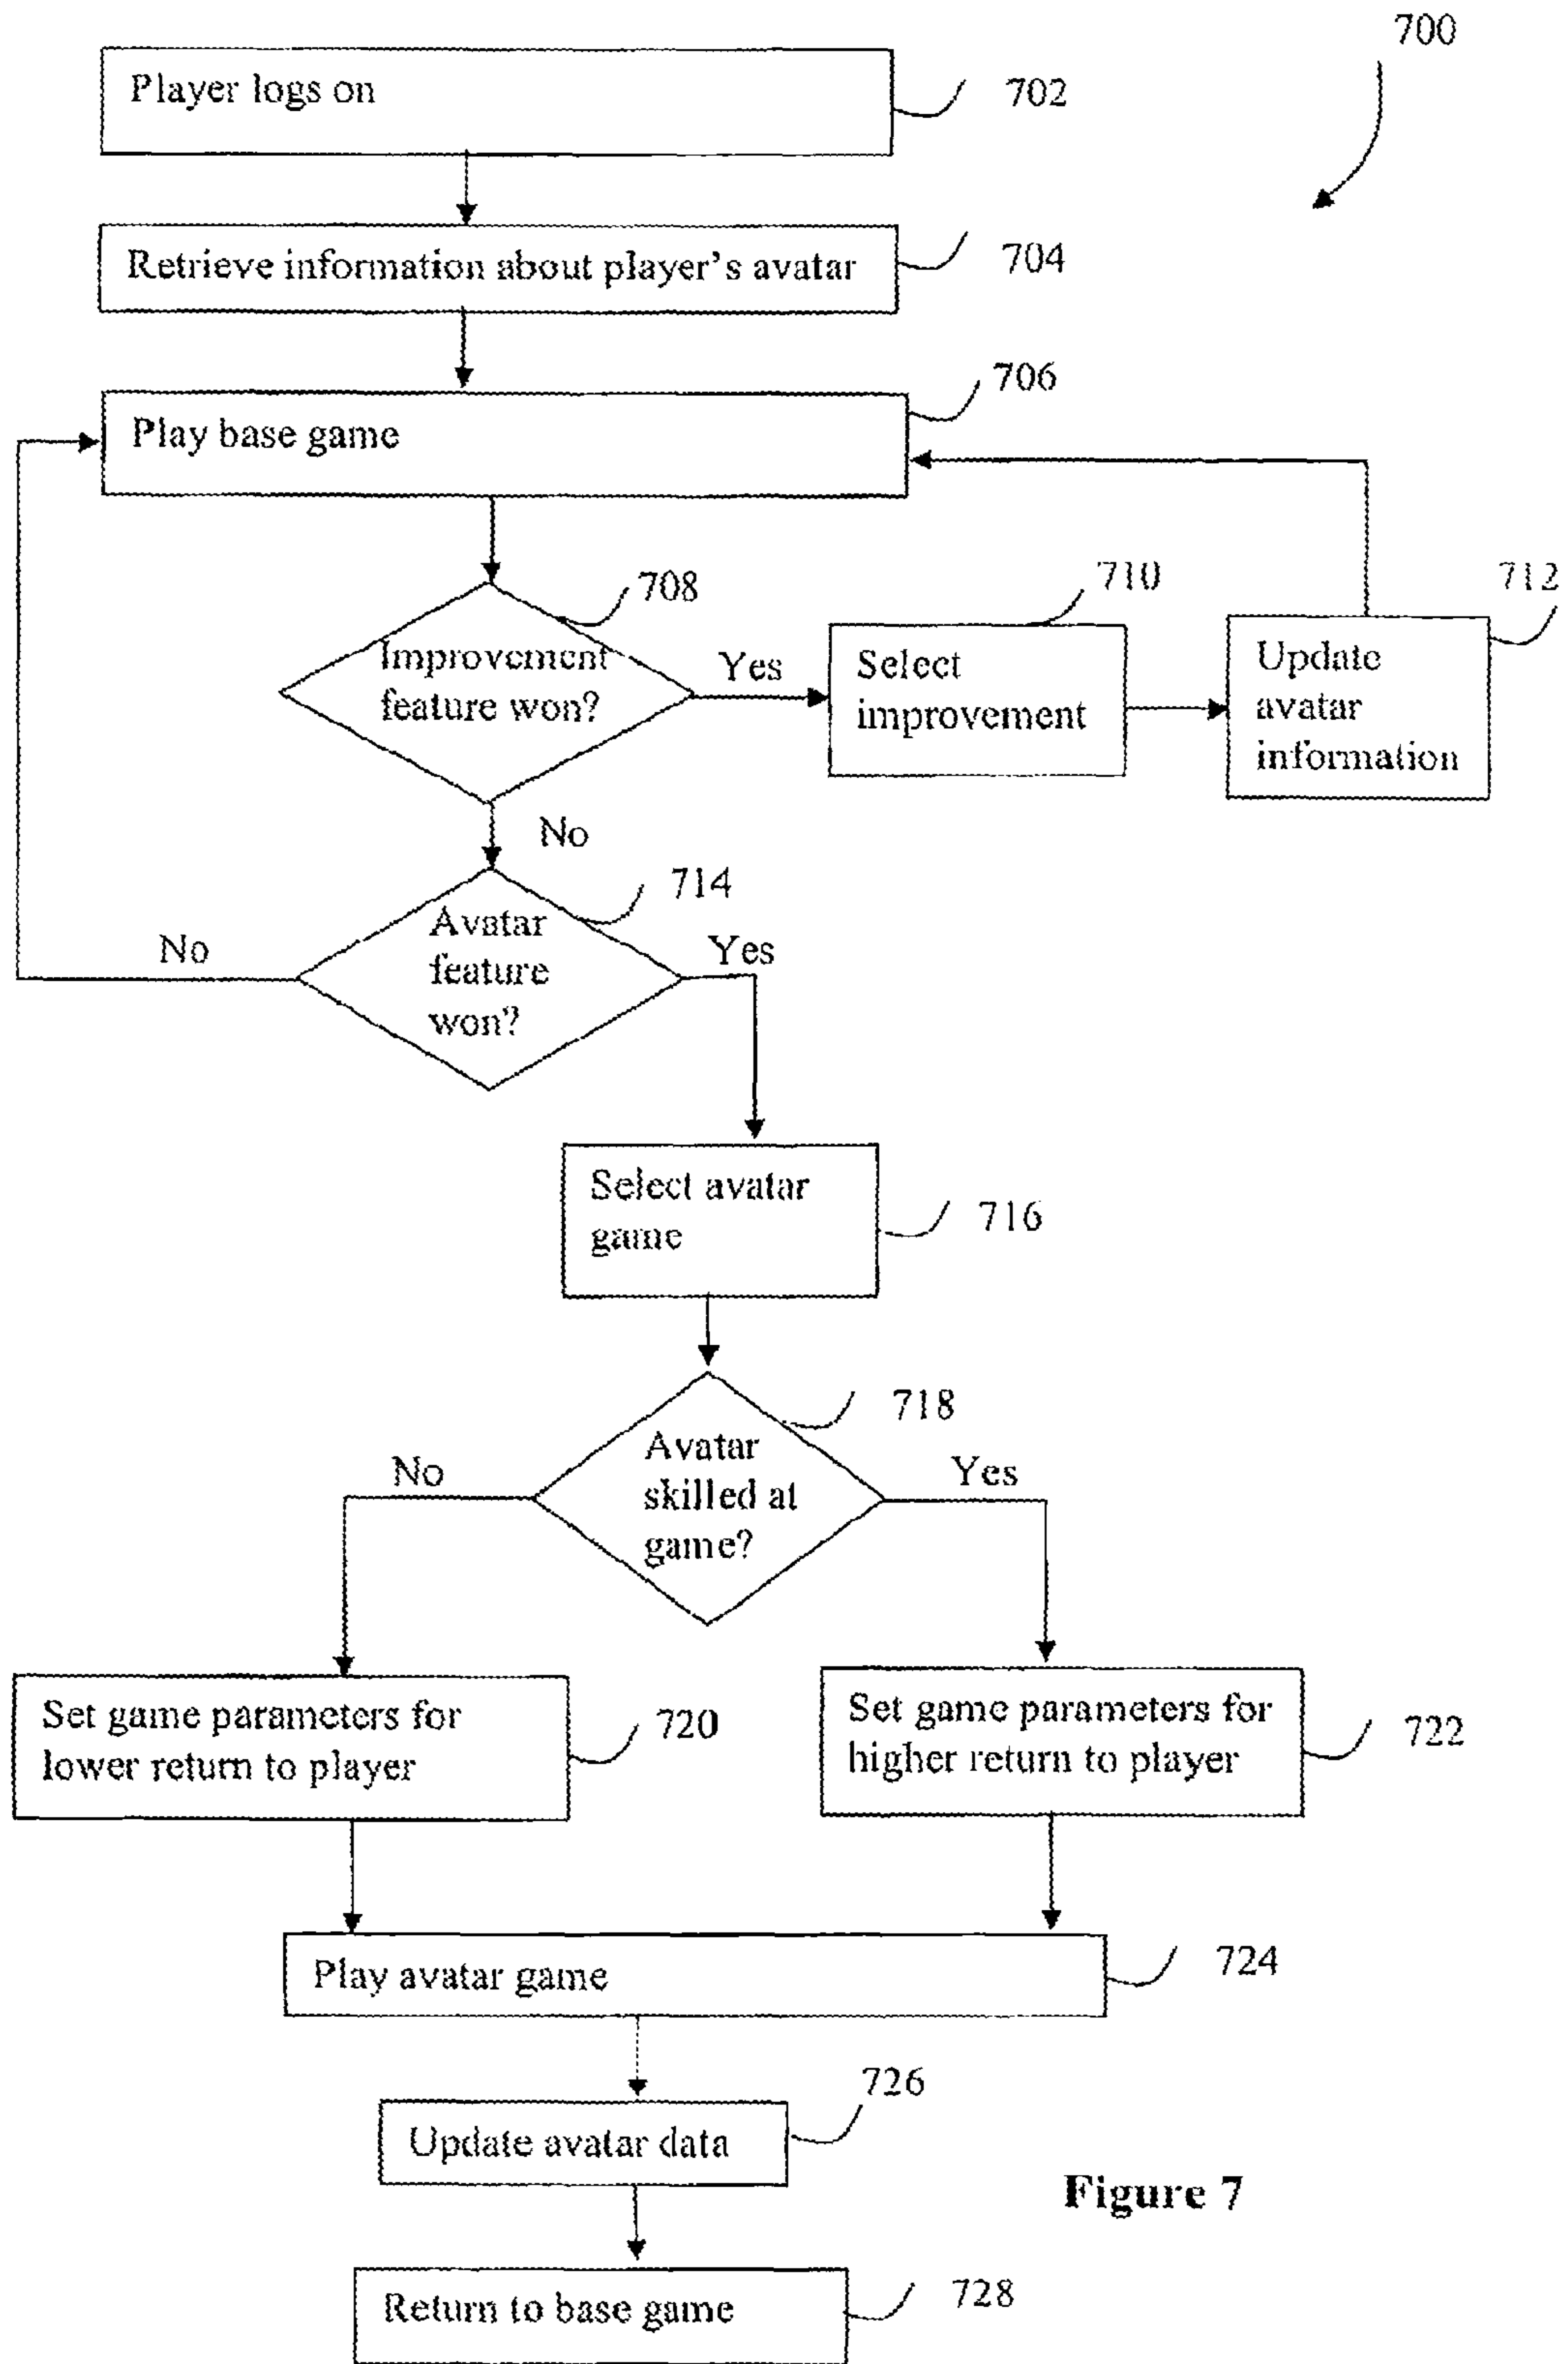 700
Player logs on
702
Retrieve information about player's avatar
704
706
Play base game
708
Improvement
feature won?
Yes
710
Select
improvement
712
Update
avatar
information
No
714
Avatar
feature
won?
No
Yes
Select avatar
game
716
718
Avatar
skilled at
game?
No
Yes
Set game parameters for
lower return to player
720
Set game parameters for
higher return to player
722
Play avatar game
724
726
Update avatar data
Figure 7
Return to base game
728